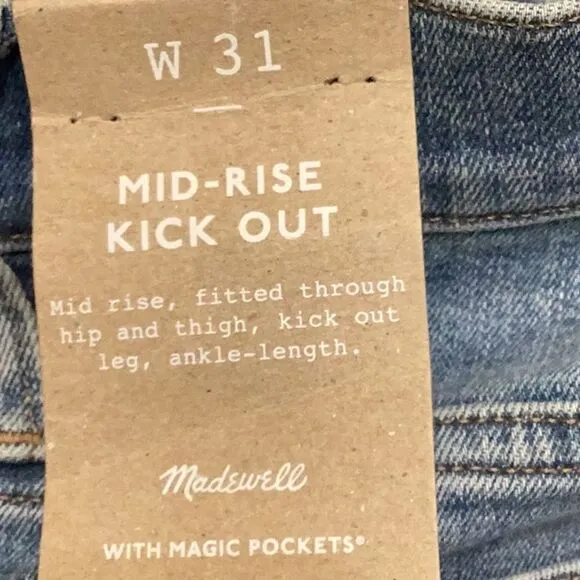 W 31
MID-RISE
KICK OUT
Mid rise, fitted through
hip and thigh, kick out
leg, ankle-length.
Madewell
WITH MAGIC POCKETS®